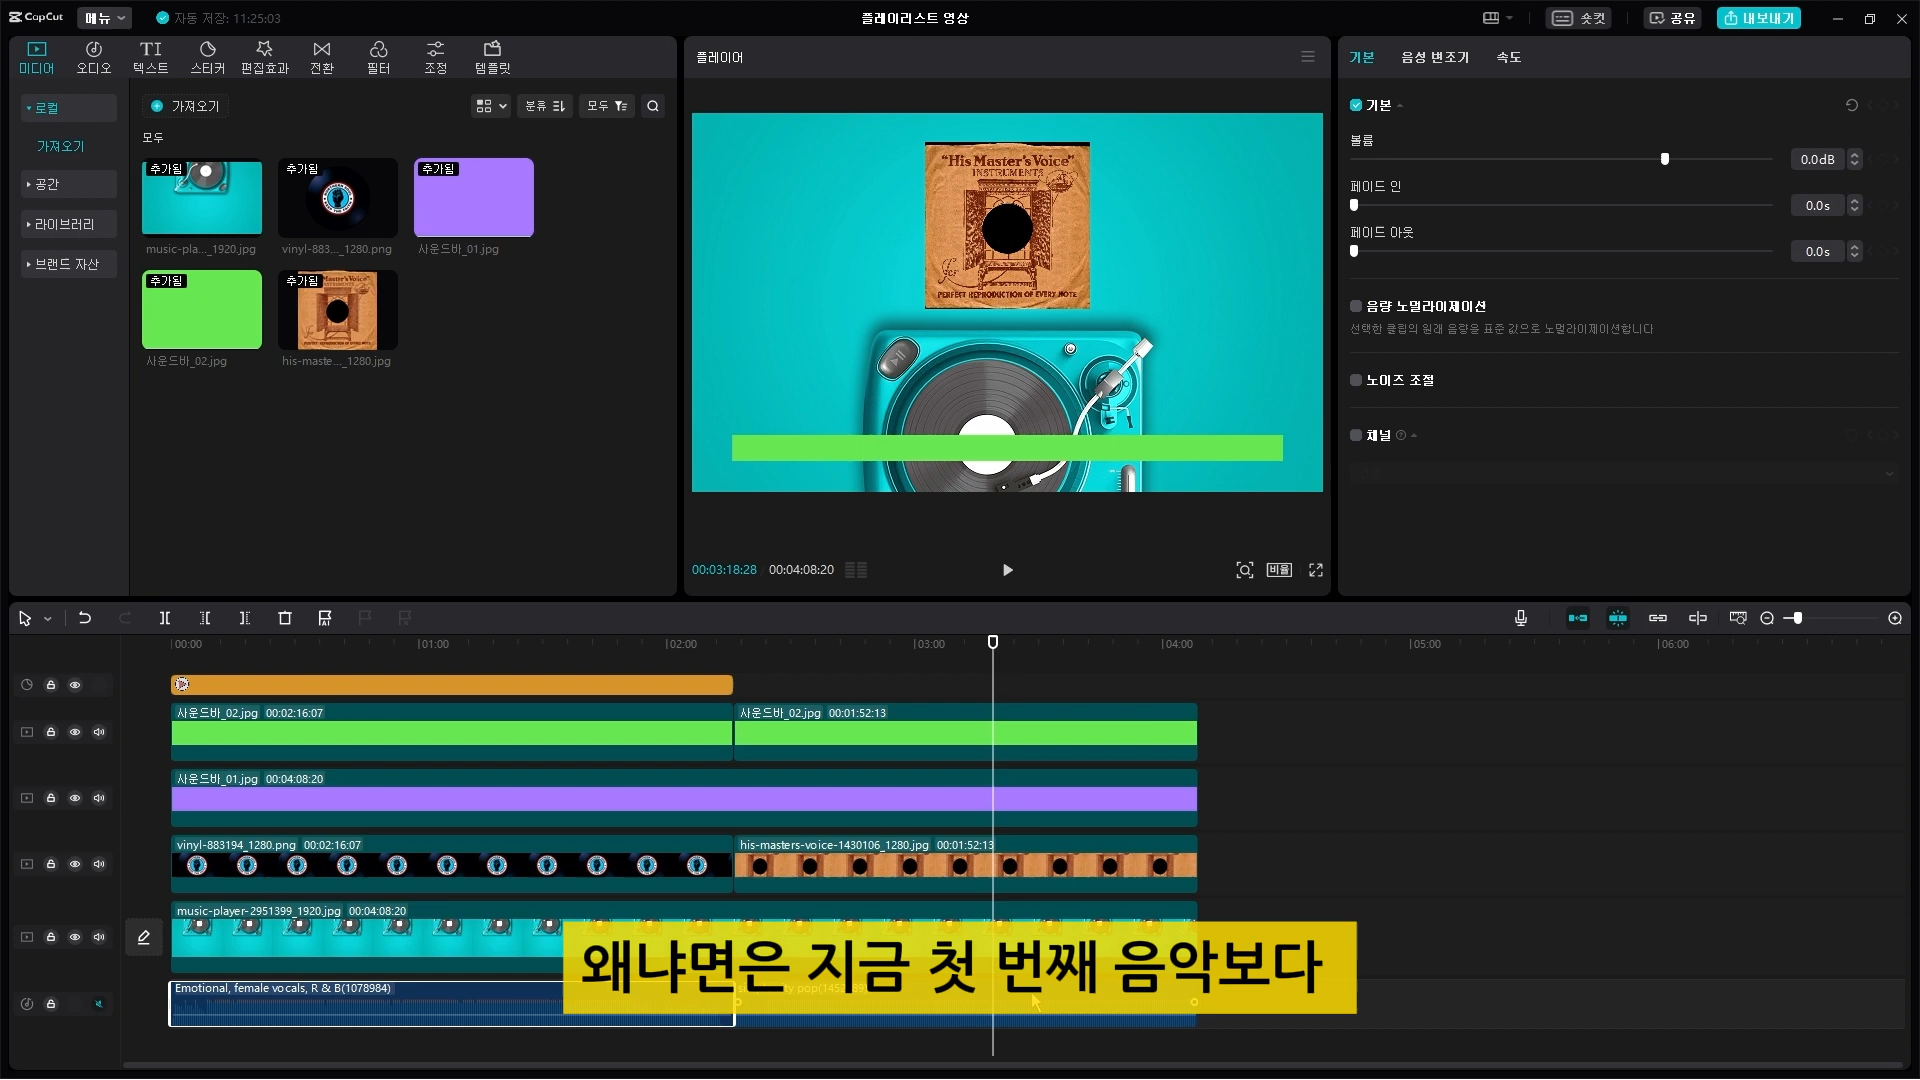 CapCut
메뉴
자동 저장: 11:25:03
플레이리스트 영상
숏컷
공유
내보내기
미디어
오디오
텍스트
스티커
편집효과
전환
필터
조정
템플릿
로컬
가져오기
공간
라이브러리
브랜드 자산
가져오기
분류
모두
모두
추가됨
추가됨
추가됨
music-pla..._1920.jpg
vinyl-883..._1280.png
사운드바_01.jpg
추가됨
추가됨
사운드바_02.jpg
his-maste..._1280.jpg
플레이어
"His Master's Voice"
INSTRUMENTS
PERFECT REPRODUCTION OF EVERY NOTE
00:03:18:28
00:04:08:20
비율
기본
음성 변조기
속도
기본
볼륨
0.0dB
페이드 인
0.0s
페이드 아웃
0.0s
음량 노멀라이제이션
선택한 클립의 원래 음량을 표준 값으로 노멀라이제이션합니다
노이즈 조절
채널
00:00
01:00
02:00
03:00
04:00
05:00
06:00
사운드바_02.jpg 00:02:16:07
사운드바_02.jpg 00:01:52:13
사운드바_01.jpg 00:04:08:20
vinyl-883194_1280.png 00:02:16:07
his-masters-voice-1430106_1280.jpg 00:01:52:13
music-player-2951399_1920.jpg 00:04:08:20
왜냐면은 지금 첫 번째 음악보다
Emotional, female vocals, R & B(1078984)